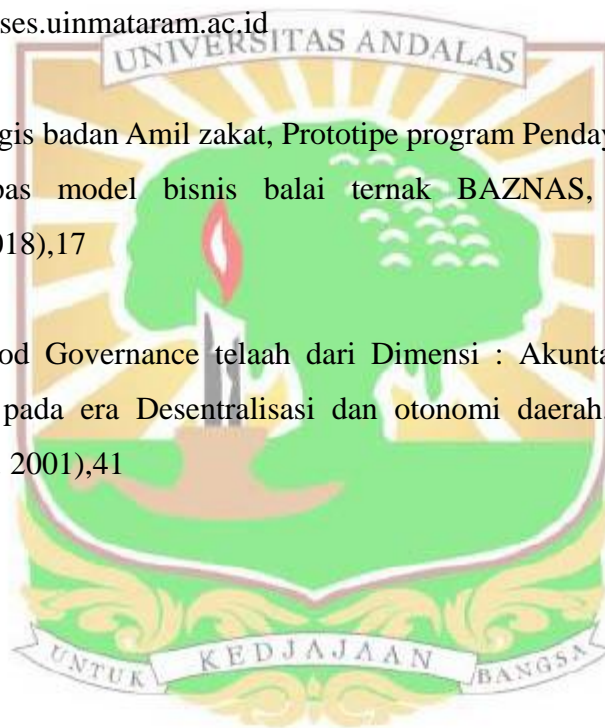 ses.uinmataram.ac.id
UNIVERSITAS ANDALAS
gis badan Amil zakat, Prototipe program Penday
pas model bisnis balai ternak BAZNAS,
018),17
od Governance telaah dari Dimensi : Akunta
pada era Desentralisasi dan otonomi daerah.
2001),41
UNTUK KEDJAJAAN BANGSA